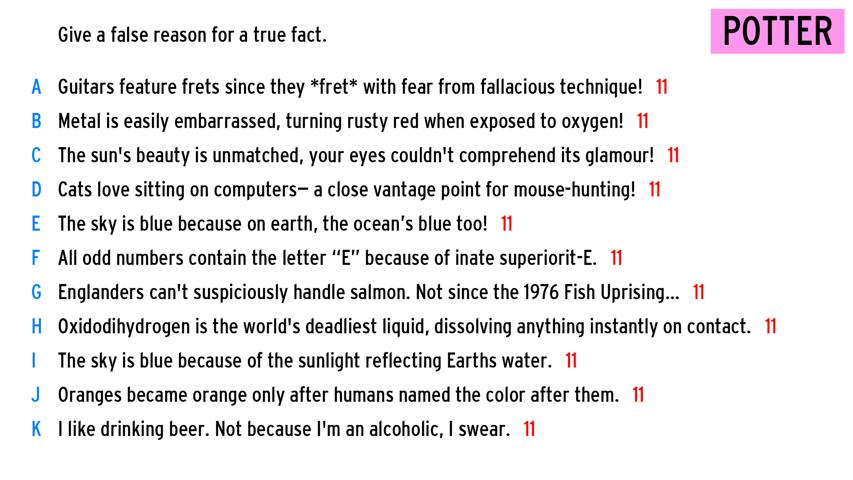 POTTER
Give a false reason for a true fact.
A Guitars feature frets since they *fret* with fear from fallacious technique! 11
B Metal is easily embarrassed, turning rusty red when exposed to oxygen! 11
C The sun's beauty is unmatched, your eyes couldn't comprehend its glamour! 11
D Cats love sitting on computers— a close vantage point for mouse-hunting! 11
E The sky is blue because on earth, the ocean’s blue too! 11
F All odd numbers contain the letter “E” because of inate superiorit-E. 11
G Englanders can't suspiciously handle salmon. Not since the 1976 Fish Uprising... 11
H Oxidodihydrogen is the world's deadliest liquid, dissolving anything instantly on contact. 11
I The sky is blue because of the sunlight reflecting Earths water. 11
J Oranges became orange only after humans named the color after them. 11
K I like drinking beer. Not because I'm an alcoholic, I swear. 11